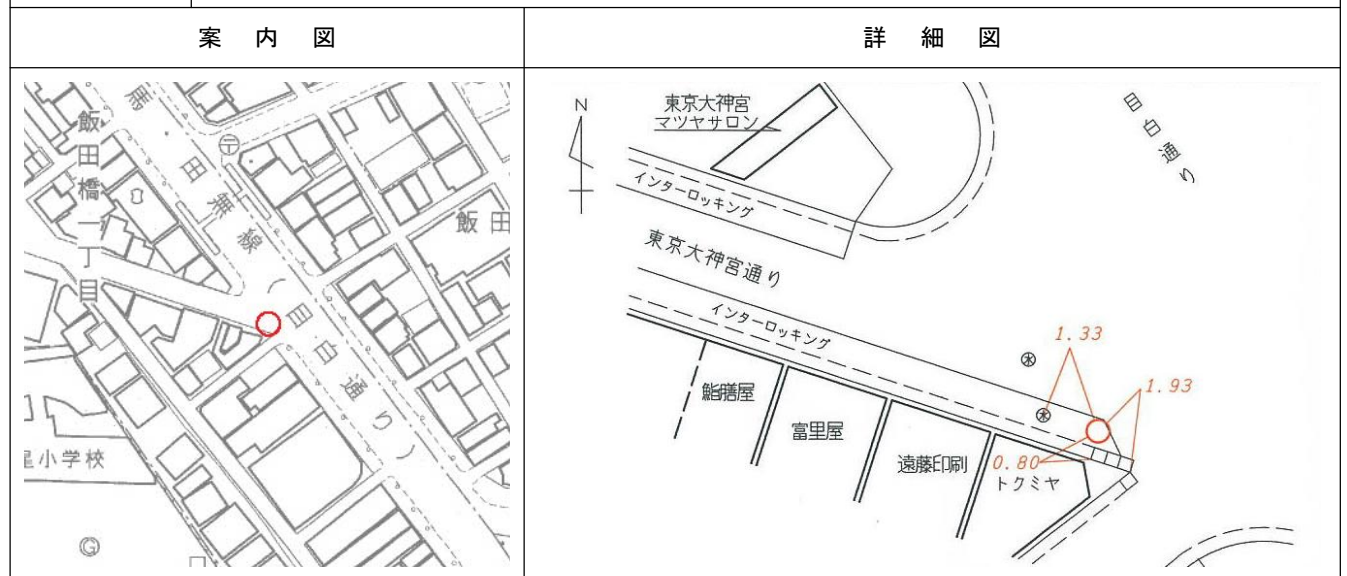 案内図
詳細図
飯田橋一丁目
田無線(目白通り)
飯田
〒
星小学校
G
N
東京大神宮
マツヤサロン
目白通り
インターロッキング
東京大神宮通り
インターロッキング
1.33
1.93
鮨膳屋
富里屋
遠藤印刷
0.80
トクミヤ